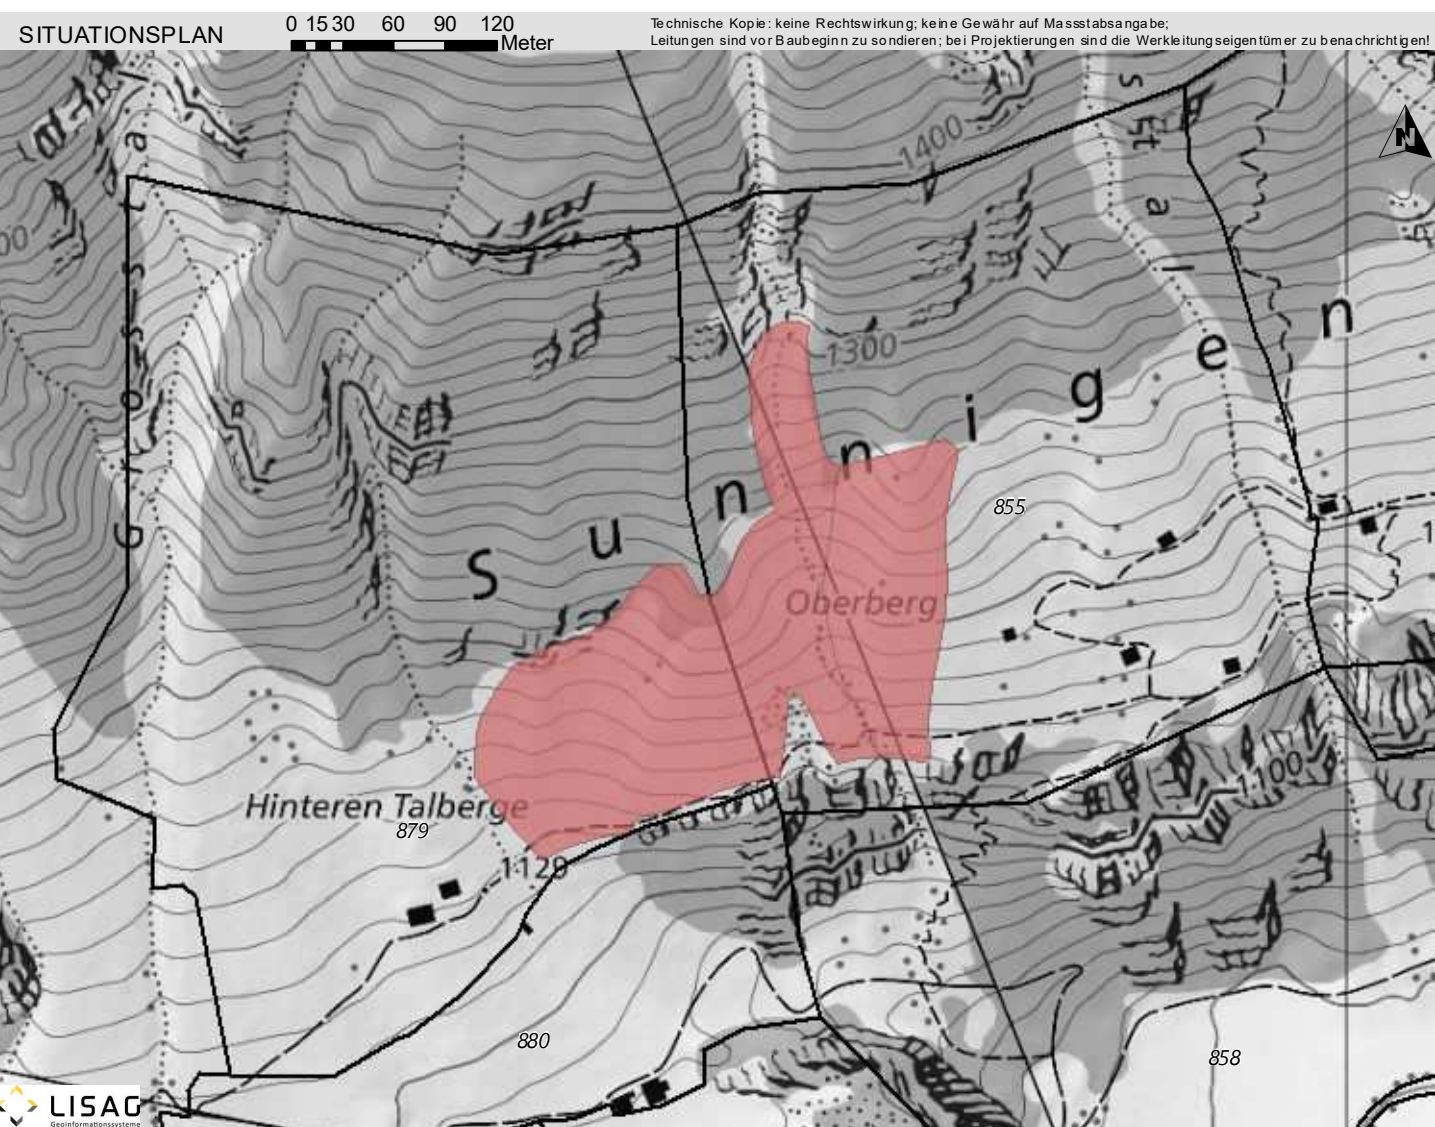 SITUATIONSPLAN
0 15 30 60 90 120
Meter
Technische Kopie: keine Rechtswirkung; keine Gewähr auf Massstabsangabe;
Leitungen sind vor Baubeginn zu sondieren; bei Projektierungen sind die Werkleitungseigentümer zu benachrichtigen!
N
1400
1300
Sunnigen
855
Oberberg
Hinteren Talberge
879
1129
1100
880
858
LISAG
Geoinformationssysteme